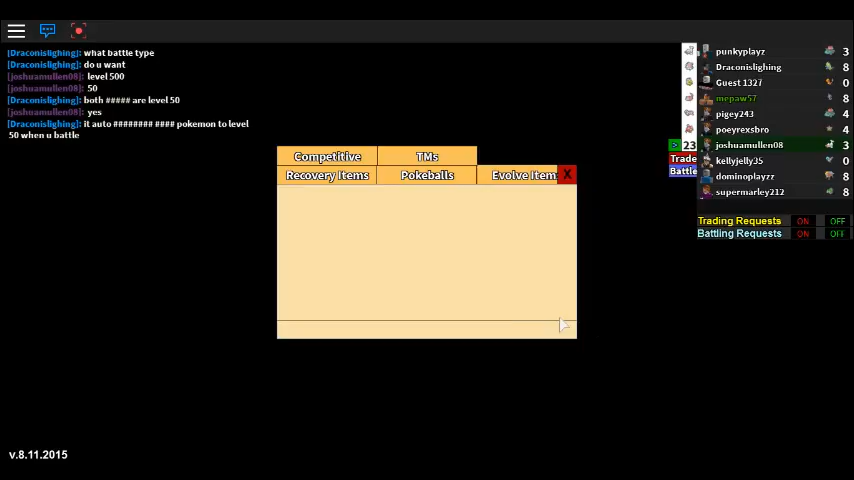 [Draconislighing]: what battle type
[Draconislighing]: do u want
[joshuamullen08]: level 500
[joshuamullen08]: 50
[Draconislighing]: both ##### are level 50
[joshuamullen08]: yes
[Draconislighing]: it auto ######## #### pokemon to level
50 when u battle
Competitive TMs
Recovery Items Pokeballs Evolve Items X
punkyplayz 3
Draconislighing 8
Guest 1327 0
mepaw57 8
pigey243 4
poeyrexsbro 4
> 23 joshuamullen08 3
Trade kellyjelly35 0
Battle dominoplayzz 8
supermarley212 8
Trading Requests ON OFF
Battling Requests ON OFF
v.8.11.2015